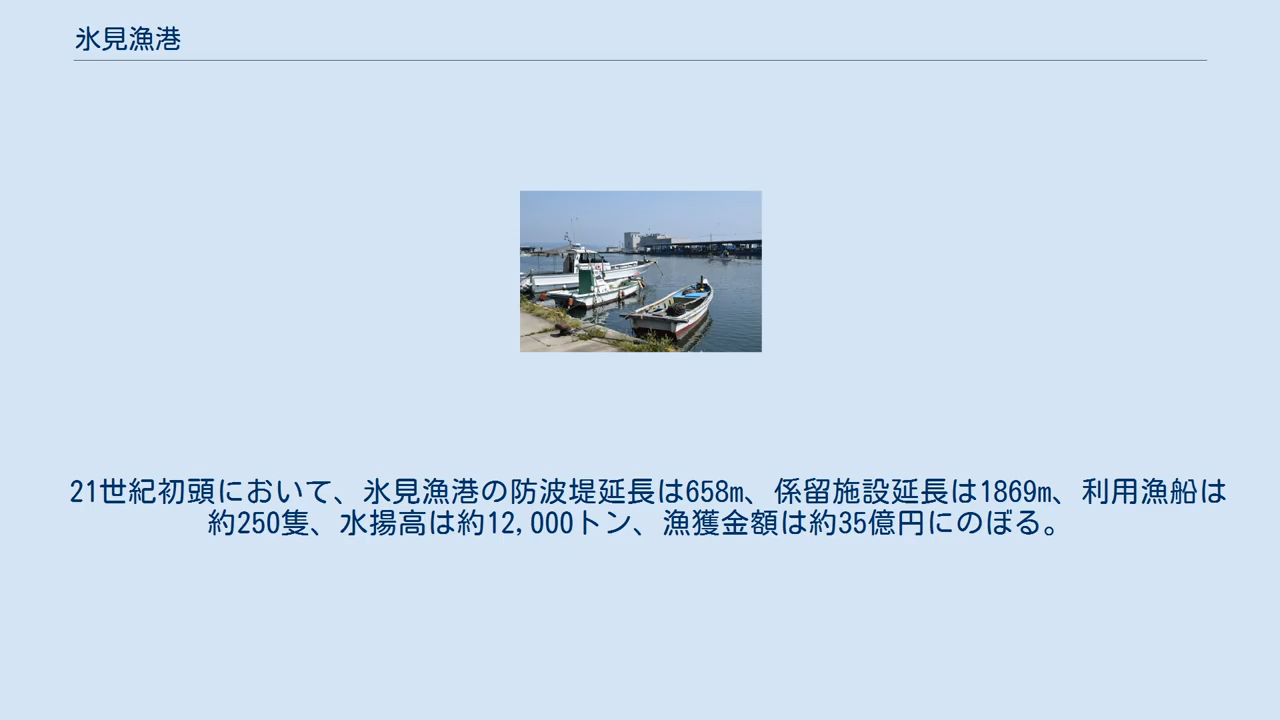 氷見漁港
21世紀初頭において、氷見漁港の防波堤延長は658m、係留施設延長は1869m、利用漁船は
約250隻、水揚高は約12,000トン、漁獲金額は約35億円にのぼる。